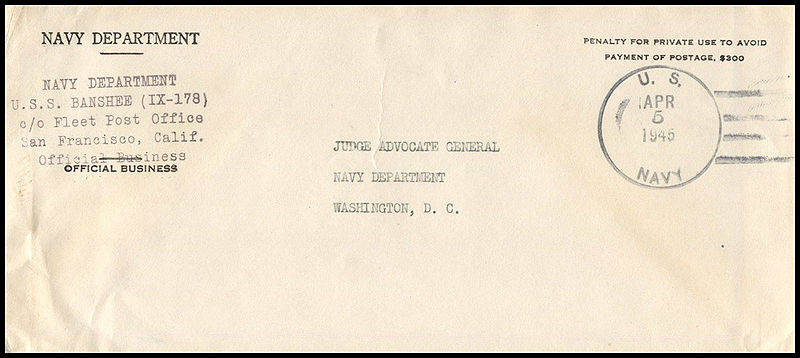 NAVY DEPARTMENT
NAVY DEPARTMENT
U.S.S. BANSHEE (IX-178)
c/o Fleet Post Office
San Francisco, Calif.
Official Business
OFFICIAL BUSINESS
PENALTY FOR PRIVATE USE TO AVOID
PAYMENT OF POSTAGE, $300
U. S.
APR
5
1945
NAVY
JUDGE ADVOCATE GENERAL
NAVY DEPARTMENT
WASHINGTON, D. C.